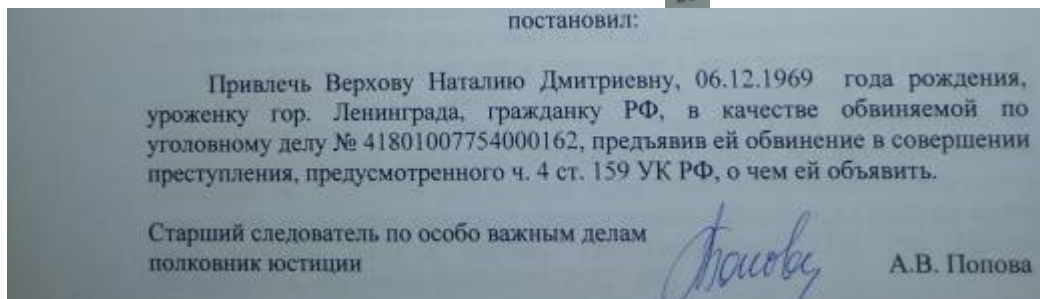 постановил:
Привлечь Верхову Наталию Дмитриевну, 06.12.1969 года рождения,
уроженку гор. Ленинграда, гражданку РФ, в качестве обвиняемой по
уголовному делу № 41801007754000162, предъявив ей обвинение в совершении
преступления, предусмотренного ч. 4 ст. 159 УК РФ, о чем ей объявить.
Старший следователь по особо важным делам
полковник юстиции А.В. Попова